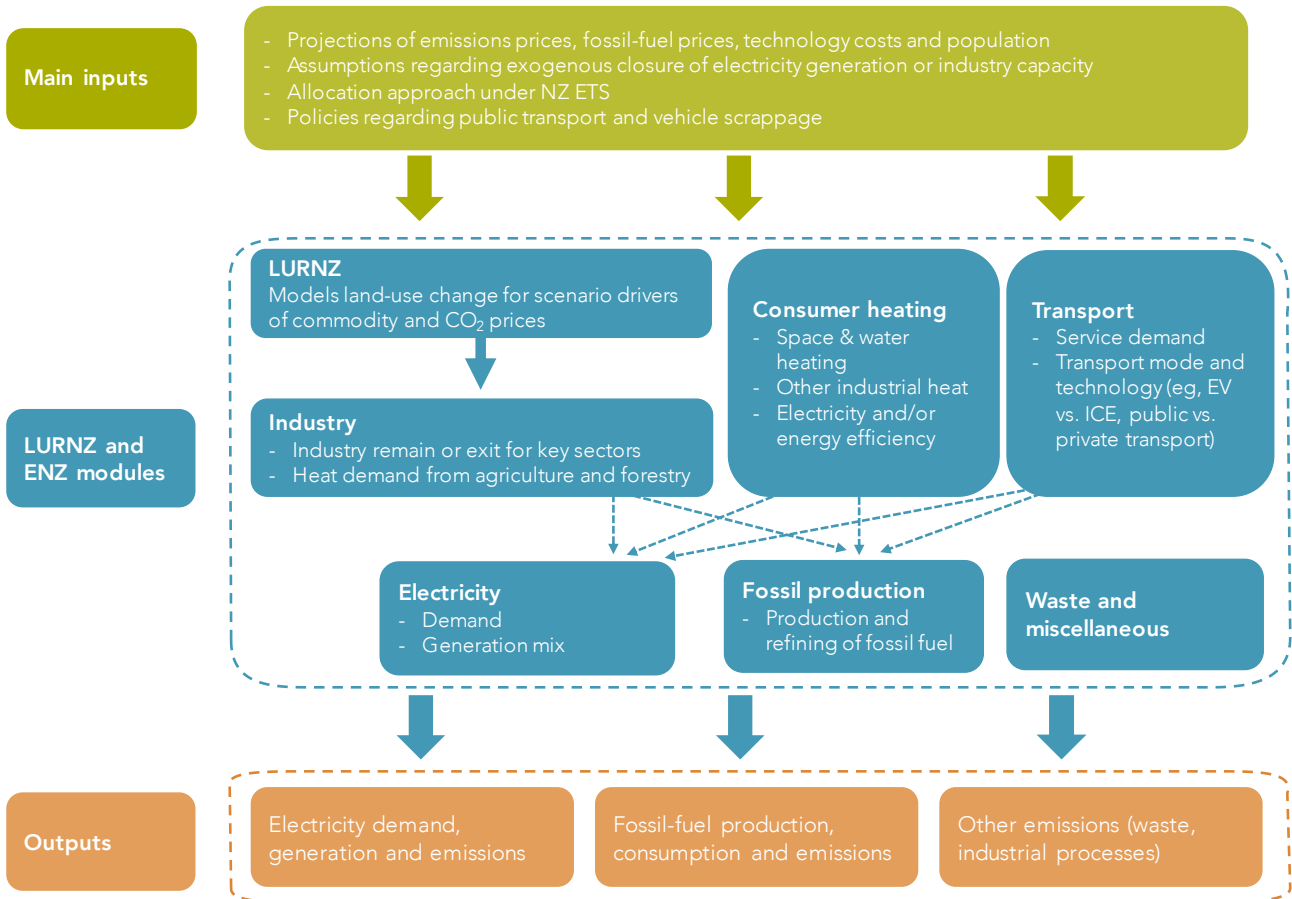 Main inputs
- Projections of emissions prices, fossil-fuel prices, technology costs and population
- Assumptions regarding exogenous closure of electricity generation or industry capacity
- Allocation approach under NZ ETS
- Policies regarding public transport and vehicle scrappage
LURNZ and
ENZ modules
LURNZ
Models land-use change for scenario drivers
of commodity and CO₂ prices
Industry
- Industry remain or exit for key sectors
- Heat demand from agriculture and forestry
Consumer heating
- Space & water
heating
- Other industrial heat
- Electricity and/or
energy efficiency
Transport
- Service demand
- Transport mode and
technology (eg, EV
vs. ICE, public vs.
private transport)
Electricity
- Demand
- Generation mix
Fossil production
- Production and
refining of fossil fuel
Waste and
miscellaneous
Outputs
Electricity demand,
generation and emissions
Fossil-fuel production,
consumption and emissions
Other emissions (waste,
industrial processes)